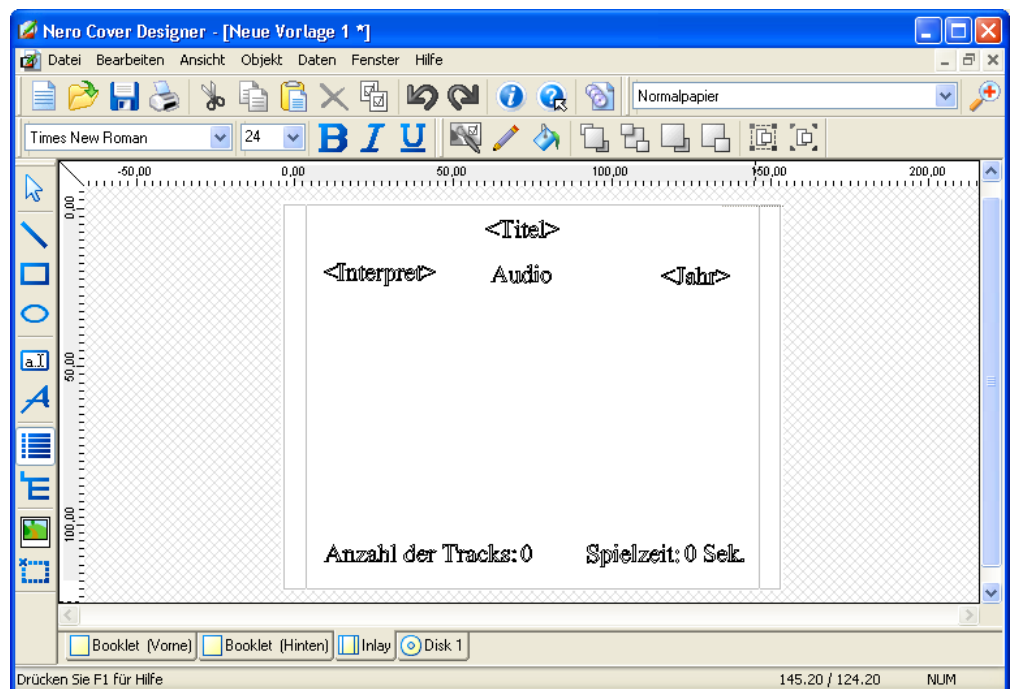 Nero Cover Designer - [Neue Vorlage 1 *]
Datei Bearbeiten Ansicht Objekt Daten Fenster Hilfe
Normalpapier
Times New Roman 24 B I U
-50,00 0,00 50,00 100,00 150,00 200,00
0,00
<Titel>
<Interpret> Audio <Jahr>
a.I
50,00
A
100,00
Anzahl der Tracks: 0 Spielzeit: 0 Sek.
Booklet (Vorne) Booklet (Hinten) Inlay Disk 1
Drücken Sie F1 für Hilfe 145.20 / 124.20 NUM